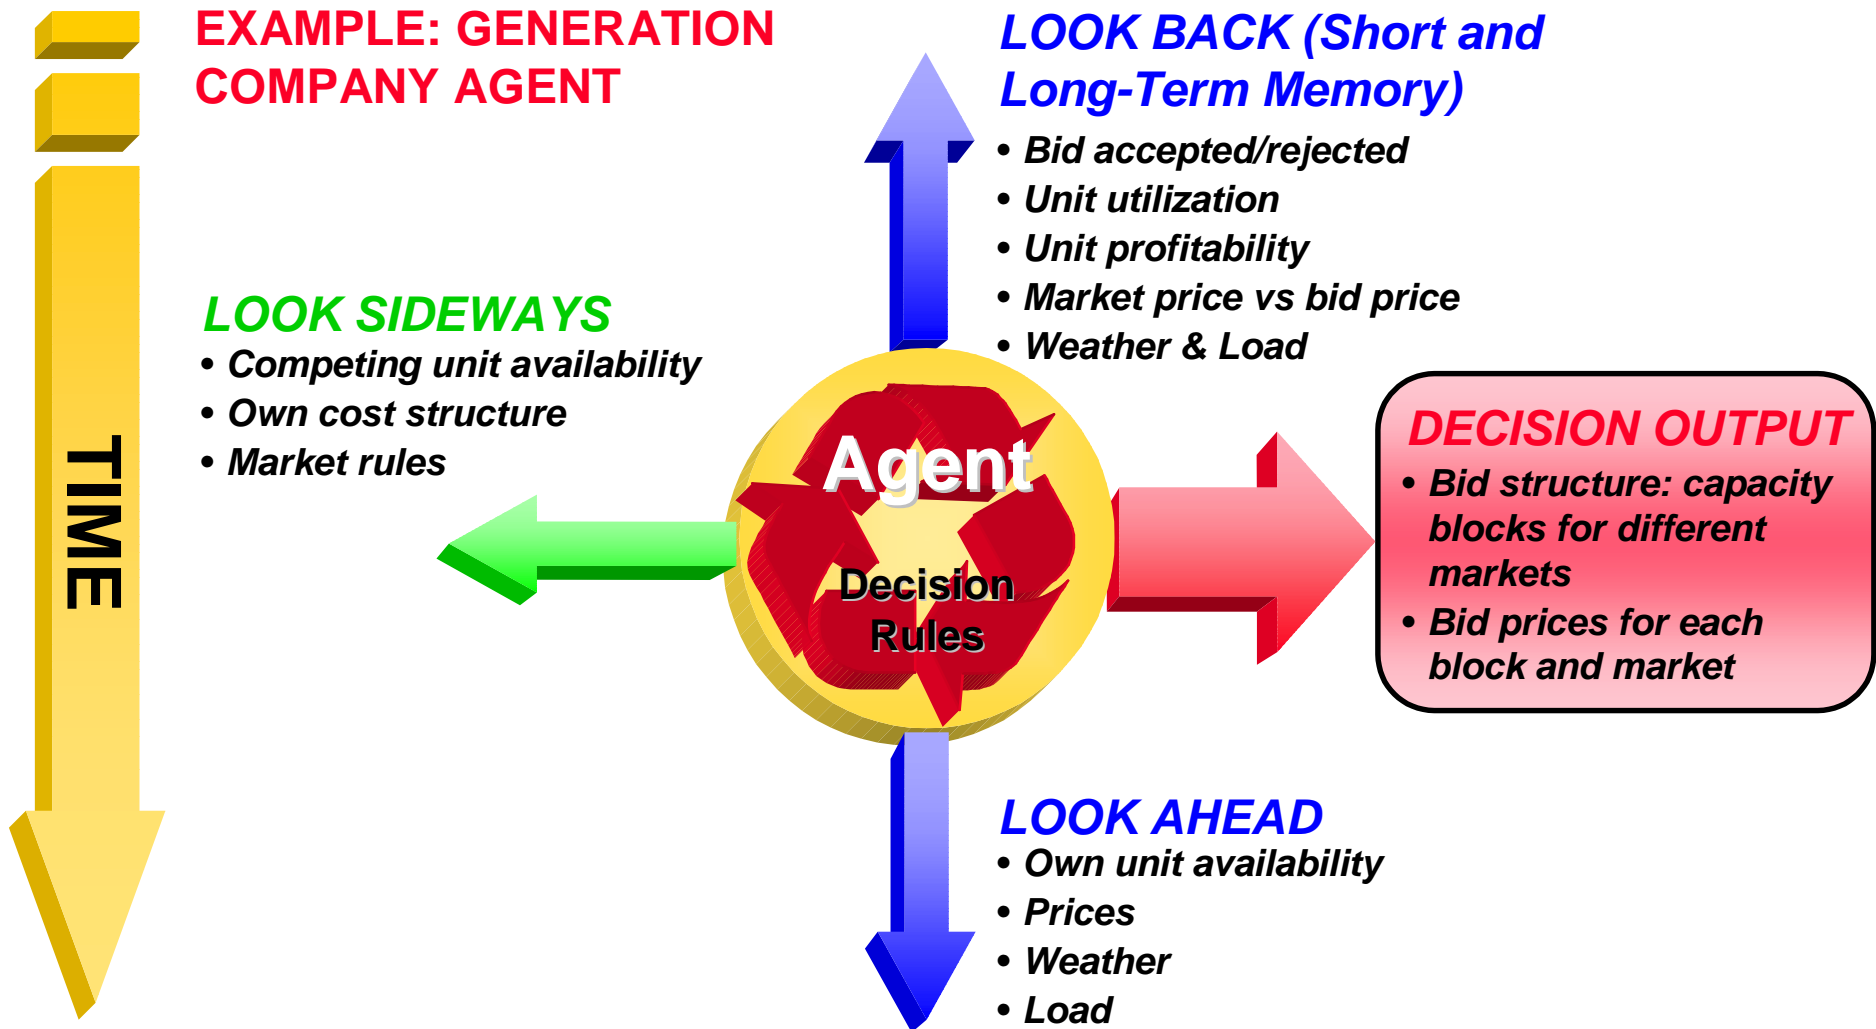 EXAMPLE: GENERATION
COMPANY AGENT
LOOK BACK (Short and
Long-Term Memory)
• Bid accepted/rejected
• Unit utilization
• Unit profitability
• Market price vs bid price
• Weather & Load
LOOK SIDEWAYS
• Competing unit availability
• Own cost structure
• Market rules
TIME
Agent
Decision
Rules
DECISION OUTPUT
• Bid structure: capacity
blocks for different
markets
• Bid prices for each
block and market
LOOK AHEAD
• Own unit availability
• Prices
• Weather
• Load